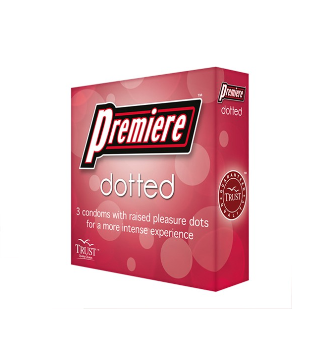 Premiere
dotted
3 condoms with raised pleasure dots
for a more intense experience
TRUST
Premiere
dotted
TRUST